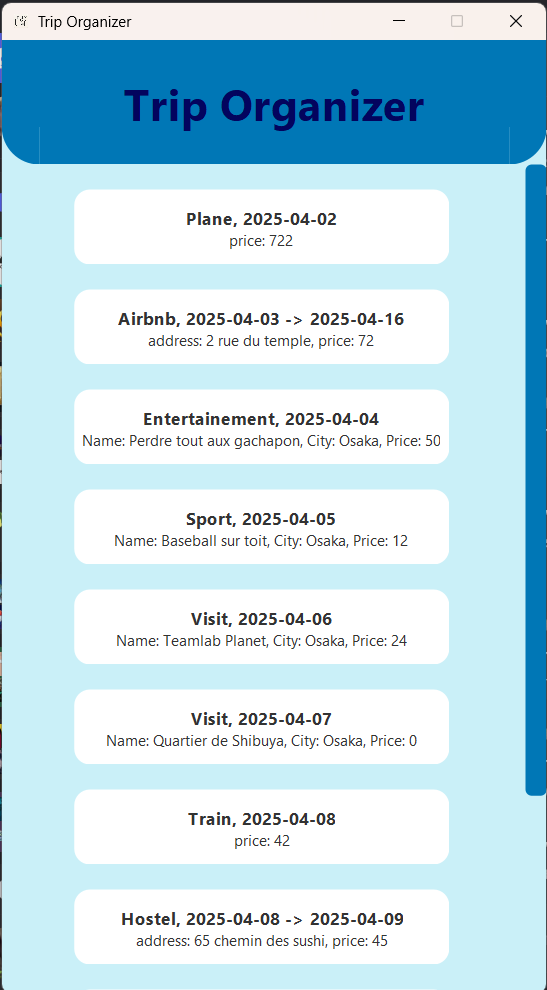 Trip Organizer
Trip Organizer
Plane, 2025-04-02
price: 722
Airbnb, 2025-04-03 -> 2025-04-16
address: 2 rue du temple, price: 72
Entertainement, 2025-04-04
Name: Perdre tout aux gachapon, City: Osaka, Price: 50
Sport, 2025-04-05
Name: Baseball sur toit, City: Osaka, Price: 12
Visit, 2025-04-06
Name: Teamlab Planet, City: Osaka, Price: 24
Visit, 2025-04-07
Name: Quartier de Shibuya, City: Osaka, Price: 0
Train, 2025-04-08
price: 42
Hostel, 2025-04-08 -> 2025-04-09
address: 65 chemin des sushi, price: 45